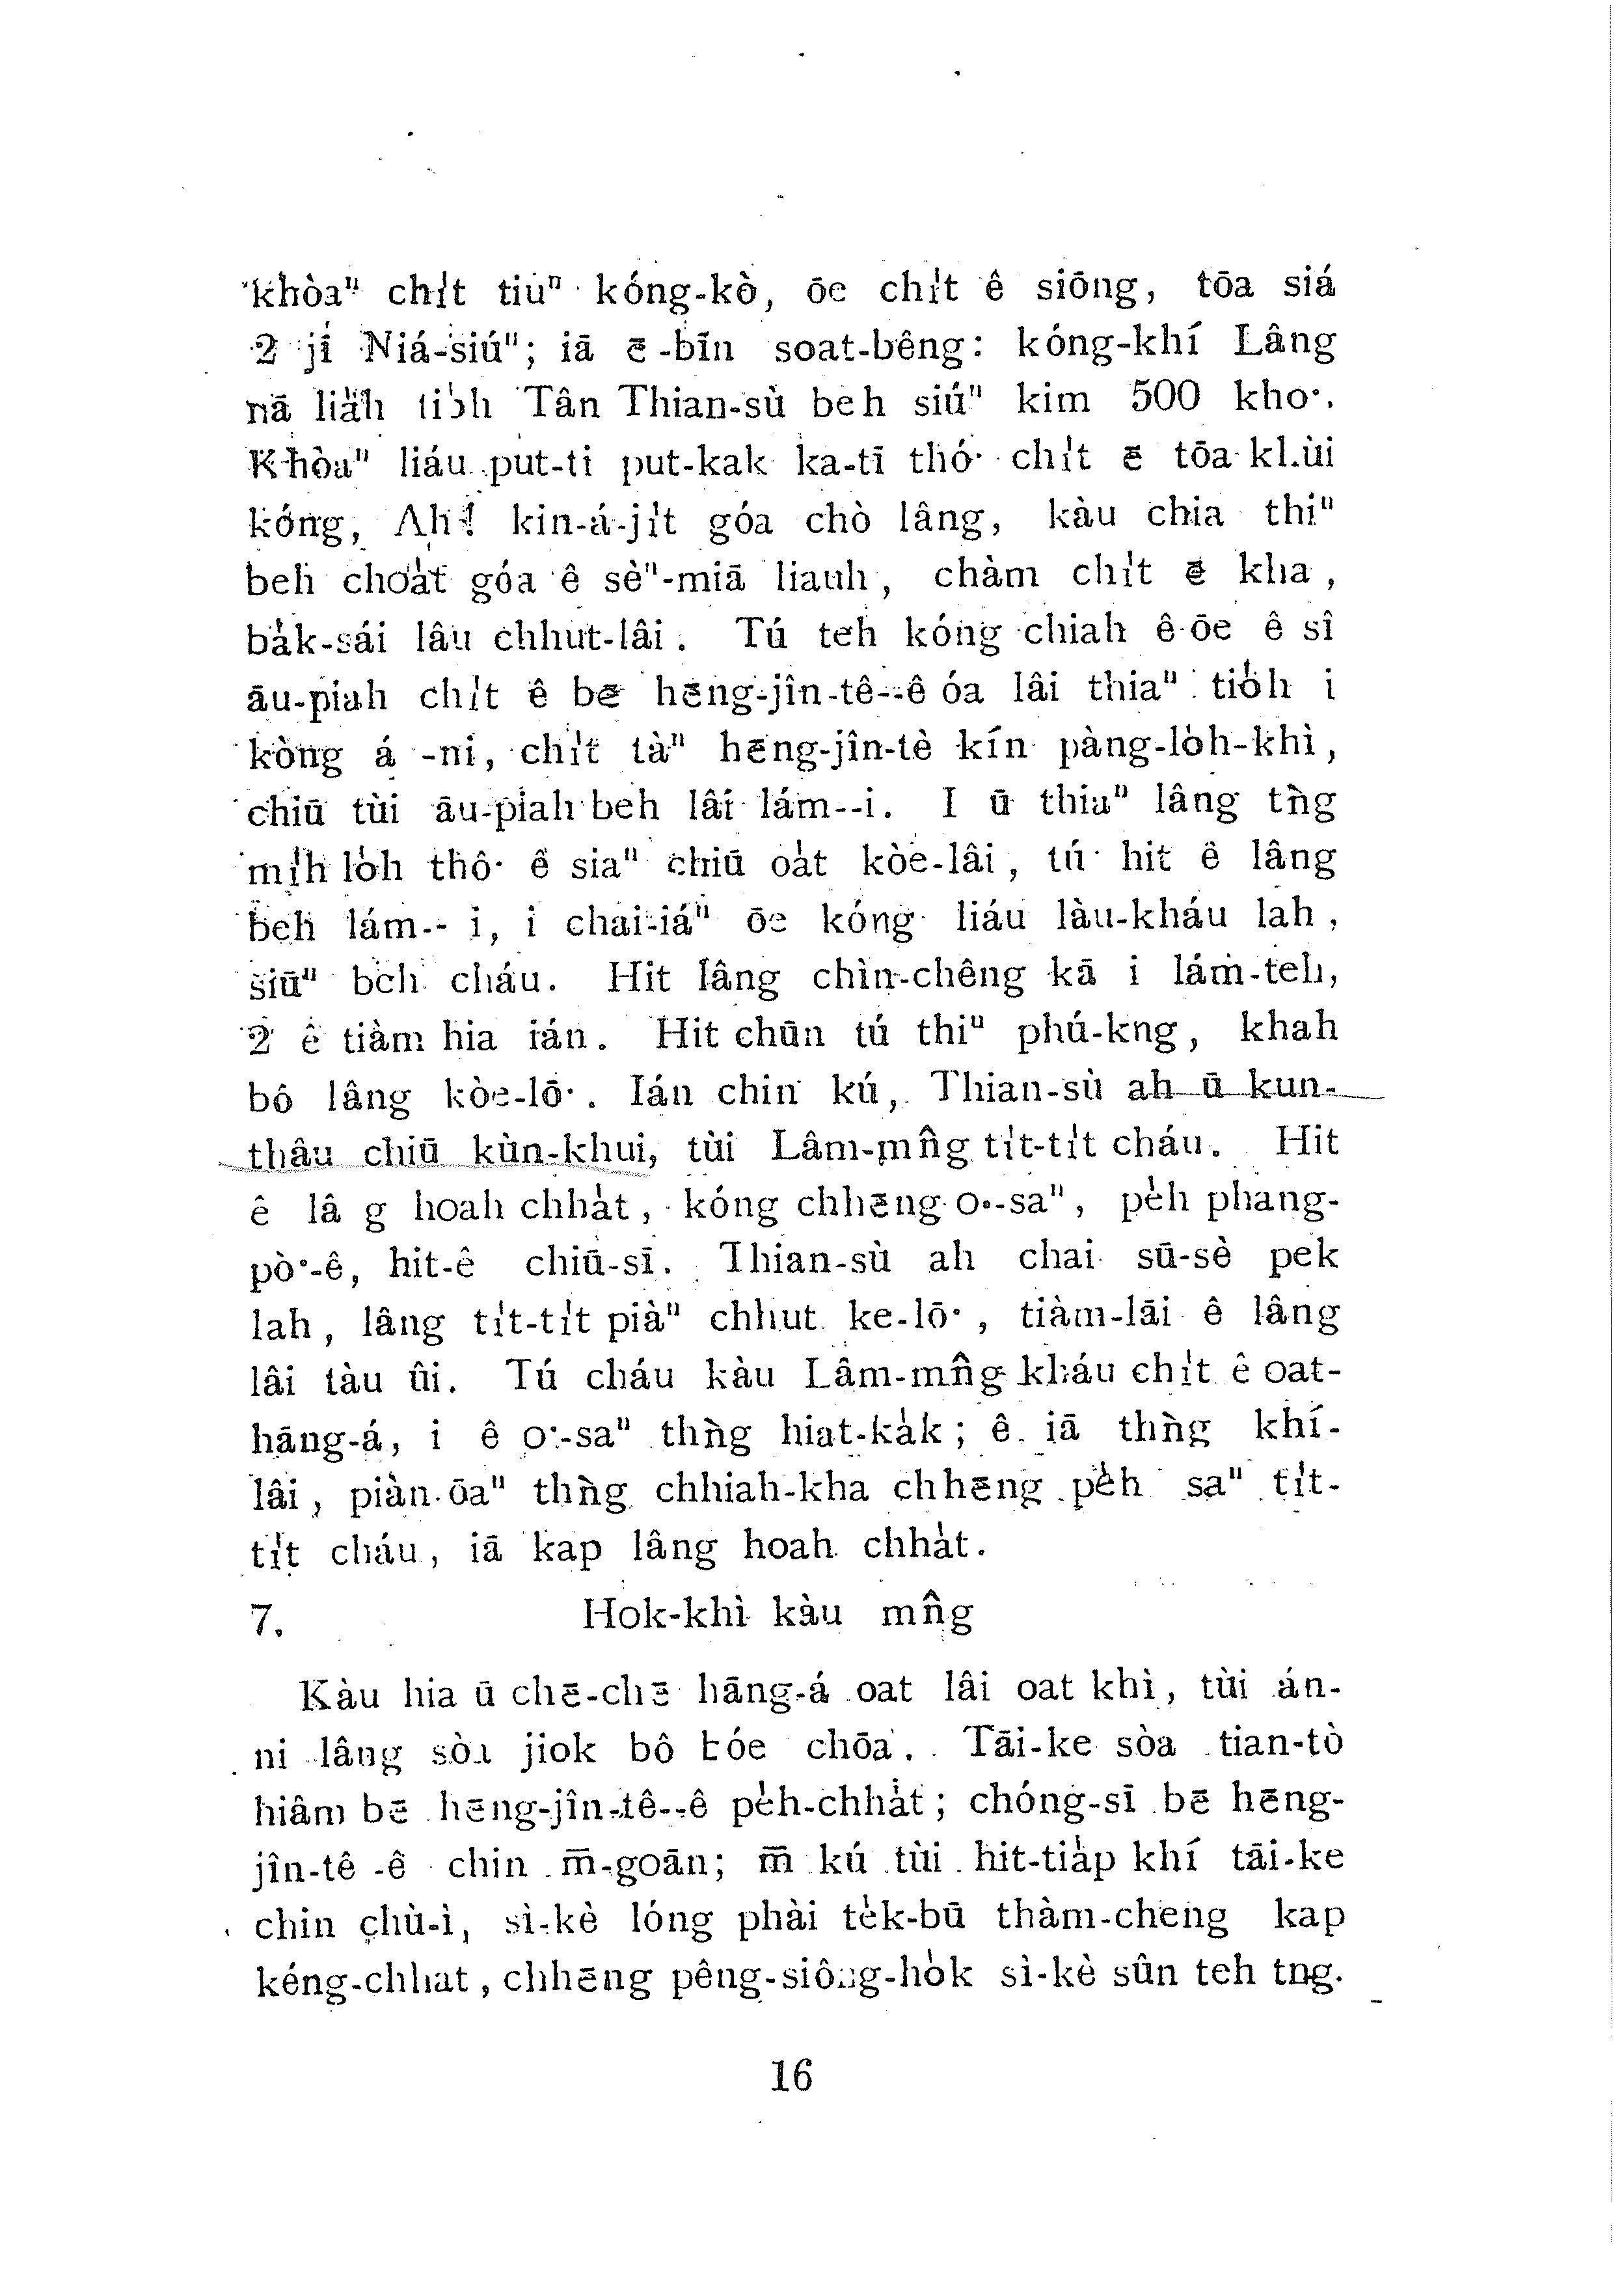 khòaⁿ chi̍t tiuⁿ kóng-kò, ōe chi̍t ê siōng, tōa siá
2 jī Niá-siúⁿ; iā ē-bīn soat-bêng: kóng-khí Lâng
nā lia̍h tio̍h Tân Thian-sù beh siúⁿ kim 500 kho͘.
Khòaⁿ liáu put-ti put-kak ka-tī thó͘ chi̍t ē tōa khùi
kóng, Ah! kin-á-ji̍t góa chò lâng, kàu chia thiⁿ
beh choa̍t góa ê sèⁿ-miā liauh, chàm chi̍t ē kha,
ba̍k-sái lâu chhut-lâi. Tú teh kóng chiah ê ōe ê sî
āu-piah chi̍t ê bē hēng-jîn-tê--ê óa lâi thiaⁿ tio̍h i
kòng á -ni, chi̍t tàⁿ hēng-jîn-tè kín pàng-lo̍h-khì,
chiū tùi āu-piah beh lâi lám--i. I ū thiaⁿ lâng tǹg
mi̍h lo̍h thô͘ ê siaⁿ chiū oa̍t kòe-lâi, tú hit ê lâng
beh lám-- i, i chai-iáⁿ ōe kóng liáu làu-kháu lah,
siūⁿ beh cháu. Hit lâng chìn-chêng kā i lám-teh,
2 ê tiàm hia ián. Hit chūn tú thiⁿ phú-kng, khah
bô lâng kòe-lō͘. Ián chin kú, Thian-sù ah ū kun-
thâu chiū kùn-khui, tùi Lâm-mn̂g ti̍t-ti̍t cháu. Hit
ê lâ g hoah chha̍t, kóng chhēng o͘-saⁿ, pe̍h phang-
pò͘-ê, hit-ê chiū-sī. Thian-sù ah chai sū-sè pek
lah, lâng ti̍t-ti̍t piàⁿ chhut ke-lō͘, tiàm-lāi ê lâng
lâi tàu ûi. Tú cháu kàu Lâm-mn̂g kháu chi̍t ê oat-
hāng-á, i ê o͘-saⁿ thǹg hiat-ka̍k; ê iā thǹg khí-
lâi, piàn-ōaⁿ thǹg chhiah-kha chhēng pe̍h saⁿ ti̍t-
ti̍t cháu, iā kap lâng hoah chha̍t.
7. Hok-khì kàu mn̂g
Kàu hia ū chē-chē hāng-á oat lâi oat khì, tùi án-
ni lâng sòa jiok bô tóe chōa. Tāi-ke sòa tian-tò
hiâm bē hēng-jîn-tê--ê pe̍h-chha̍t; chóng-sī bē hēng-
jîn-tê -ê chin m̄-goān; m̄ kú tùi hit-tia̍p khí tāi-ke
chin chù-ì, sì-kè lóng phài te̍k-bū thàm-cheng kap
kéng-chhat, chhēng pêng-siông-ho̍k sì-kè sûn teh tng.
16